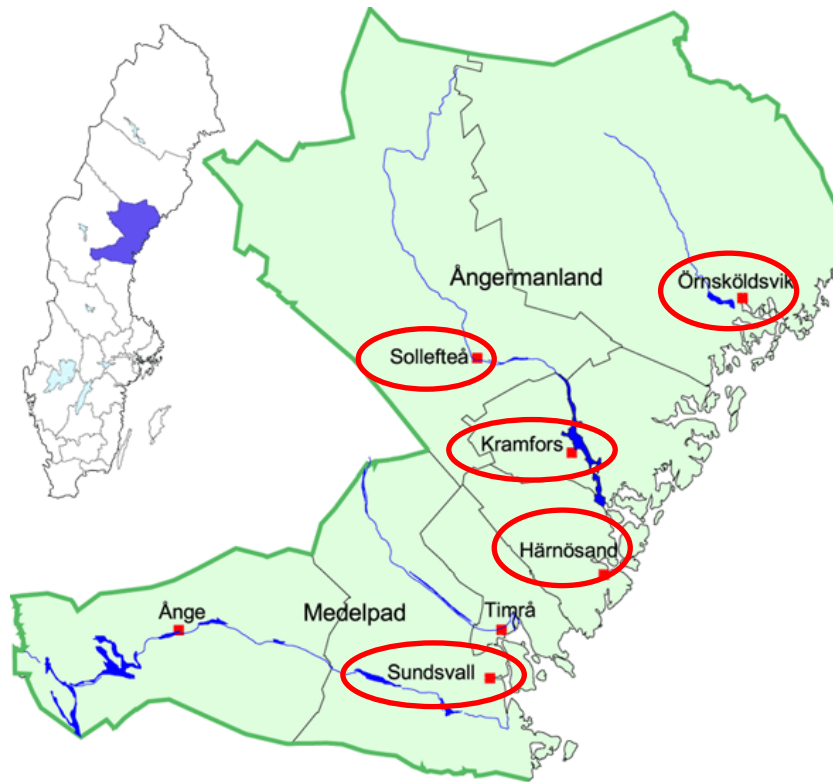 Ångermanland
Örnsköldsvik
Sollefteå
Kramfors
Härnösand
Ånge
Medelpad
Timrå
Sundsvall